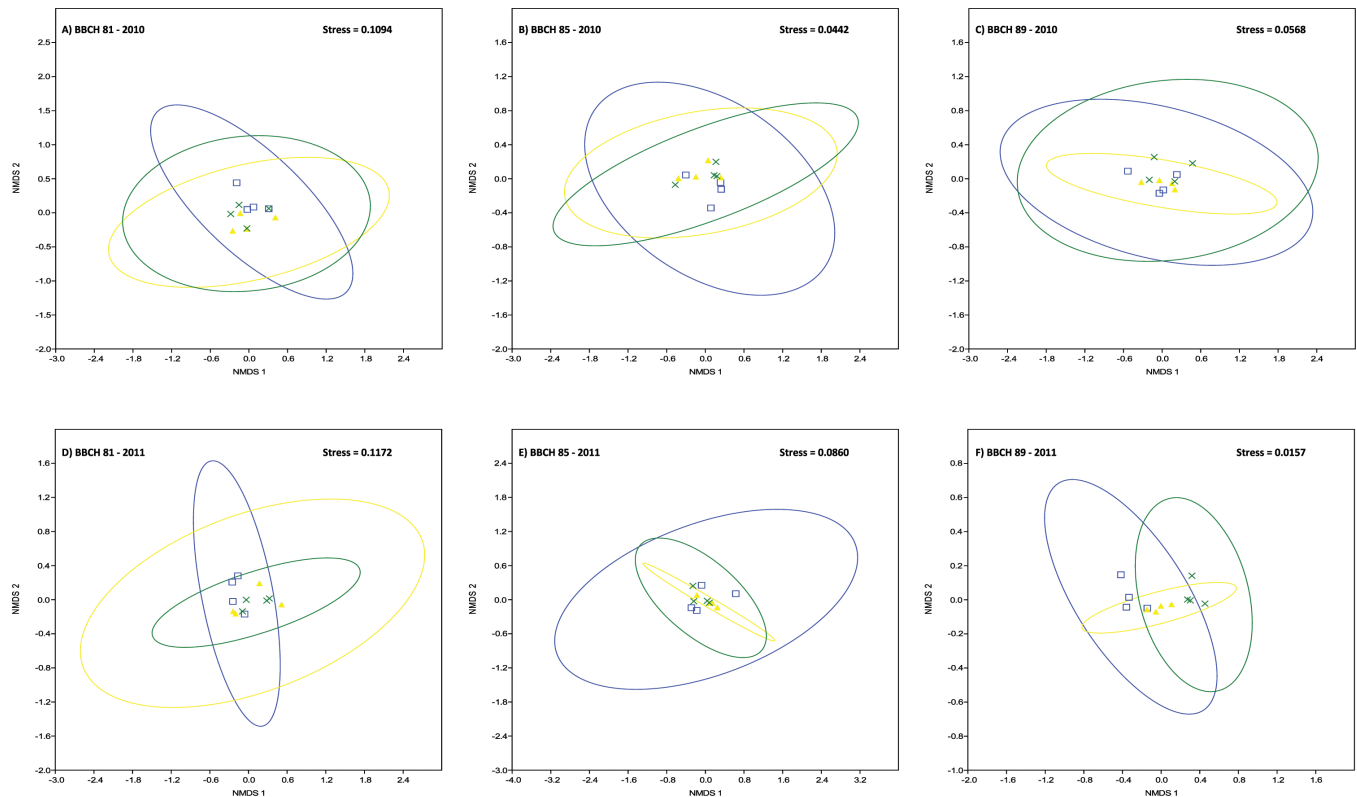 A) BBCH 81 - 2010 Stress = 0.1094
2.5
2.0
1.5
1.0
0.5
0.0
-0.5
-1.0
-1.5
-2.0
NMDS 2
-3.0 -2.4 -1.8 -1.2 -0.6 0.0 0.6 1.2 1.8 2.4
NMDS 1
B) BBCH 85 - 2010 Stress = 0.0442
1.6
1.2
0.8
0.4
0.0
-0.4
-0.8
-1.2
-1.6
-2.0
NMDS 2
-3.0 -2.4 -1.8 -1.2 -0.6 0.0 0.6 1.2 1.8 2.4
NMDS 1
C) BBCH 89 - 2010 Stress = 0.0568
1.6
1.2
0.8
0.4
0.0
-0.4
-0.8
-1.2
-1.6
-2.0
NMDS 2
-3.0 -2.4 -1.8 -1.2 -0.6 0.0 0.6 1.2 1.8 2.4
NMDS 1
D) BBCH 81 - 2011 Stress = 0.1172
1.6
1.2
0.8
0.4
0.0
-0.4
-0.8
-1.2
-1.6
-2.0
NMDS 2
-3.0 -2.4 -1.8 -1.2 -0.6 0.0 0.6 1.2 1.8 2.4
NMDS 1
E) BBCH 85 - 2011 Stress = 0.0860
2.4
1.8
1.2
0.6
0.0
-0.6
-1.2
-1.8
-2.4
-3.0
NMDS 2
-4.0 -3.2 -2.4 -1.6 -0.8 0.0 0.8 1.6 2.4 3.2
NMDS 1
F) BBCH 89 - 2011 Stress = 0.0157
0.8
0.6
0.4
0.2
0.0
-0.2
-0.4
-0.6
-0.8
-1.0
NMDS 2
-2.0 -1.6 -1.2 -0.8 -0.4 0.0 0.4 0.8 1.2 1.6
NMDS 1